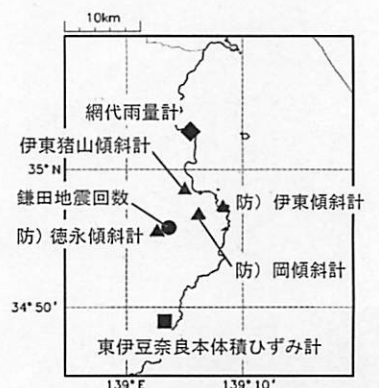 10km
網代雨量計
伊東猪山傾斜計
35° N
鎌田地震回数
防）伊東傾斜計
防）徳永傾斜計
防）岡傾斜計
34° 50'
東伊豆奈良本体積ひずみ計
139° E
139° 10'